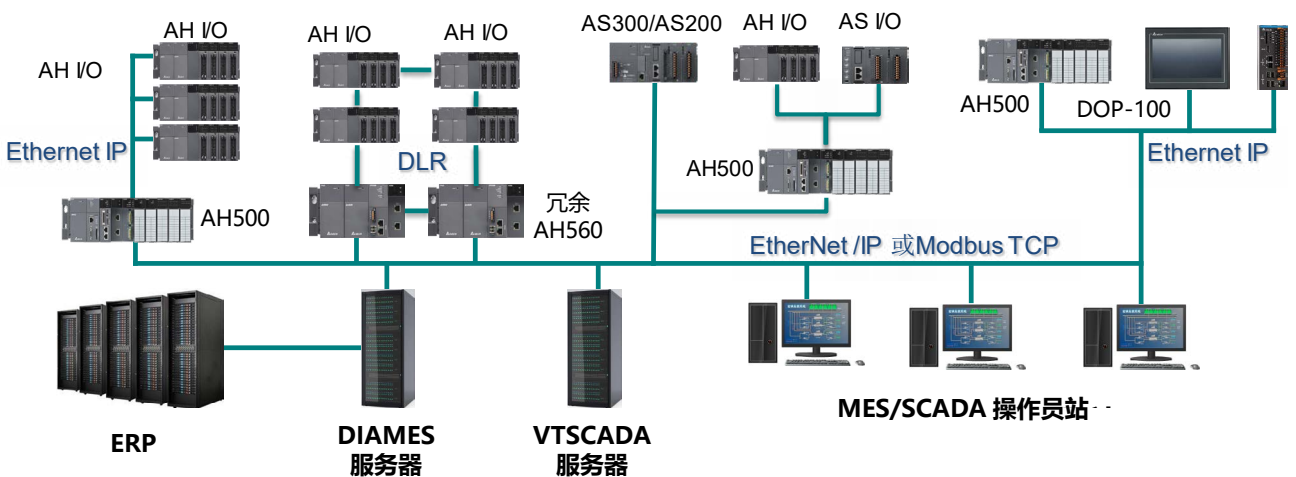 AH I/O
AH I/O
AH I/O
AH I/O
AS300/AS200
AH I/O
AS I/O
AH500
DOP-100
Ethernet IP
Ethernet IP
DLR
AH500
AH500
冗余
AH560
EtherNet /IP 或Modbus TCP
ERP
DIAMES
服务器
VTSCADA
服务器
MES/SCADA 操作员站